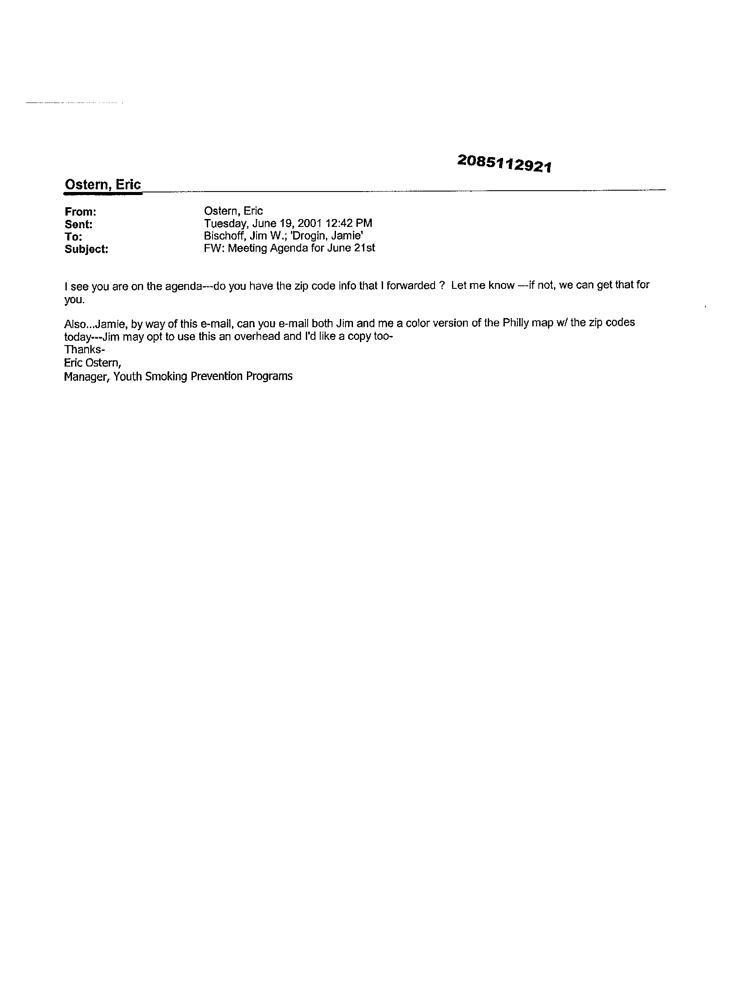 2085112921
Ostern, Eric
From: Ostern, Eric
Sent: Tuesday, June 19, 2001 12:42 PM
To: Bischoff, Jim W.; 'Drogin, Jamie'
Subject: FW: Meeting Agenda for June 21st
I see you are on the agenda---do you have the zip code info that I forwarded ? Let me know ---if not, we can get that for
you.
Also...Jamie, by way of this e-mail, can you e-mail both Jim and me a color version of the Philly map w/ the zip codes
today---Jim may opt to use this an overhead and I'd like a copy too-
Thanks-
Eric Ostern,
Manager, Youth Smoking Prevention Programs